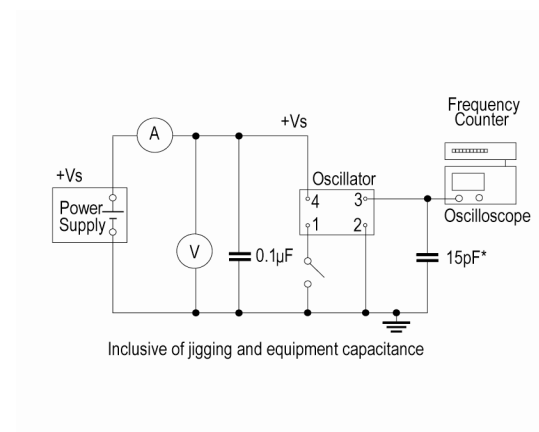 Frequency
Counter
+Vs
A
+Vs
Oscillator
Power
Supply
4
3
1
2
Oscilloscope
V
0.1µF
15pF*
Inclusive of jigging and equipment capacitance